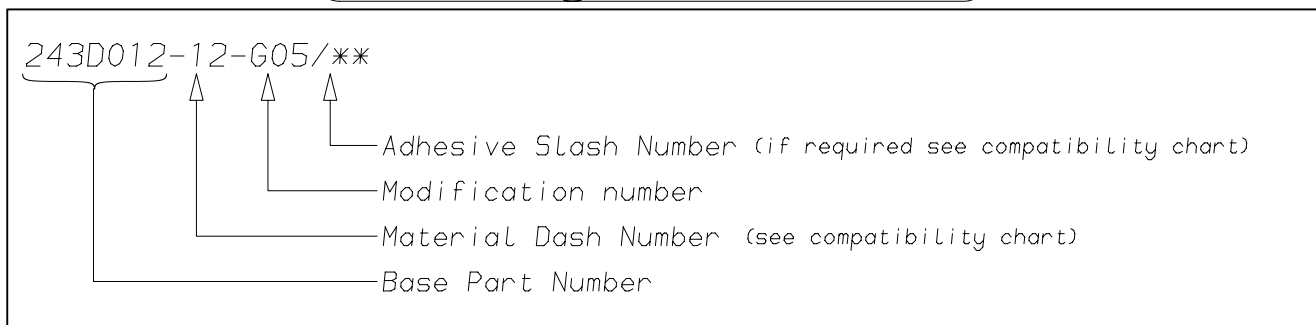 243D012-12-G05/**
Adhesive Slash Number (if required see compatibility chart)
Modification number
Material Dash Number (see compatibility chart)
Base Part Number